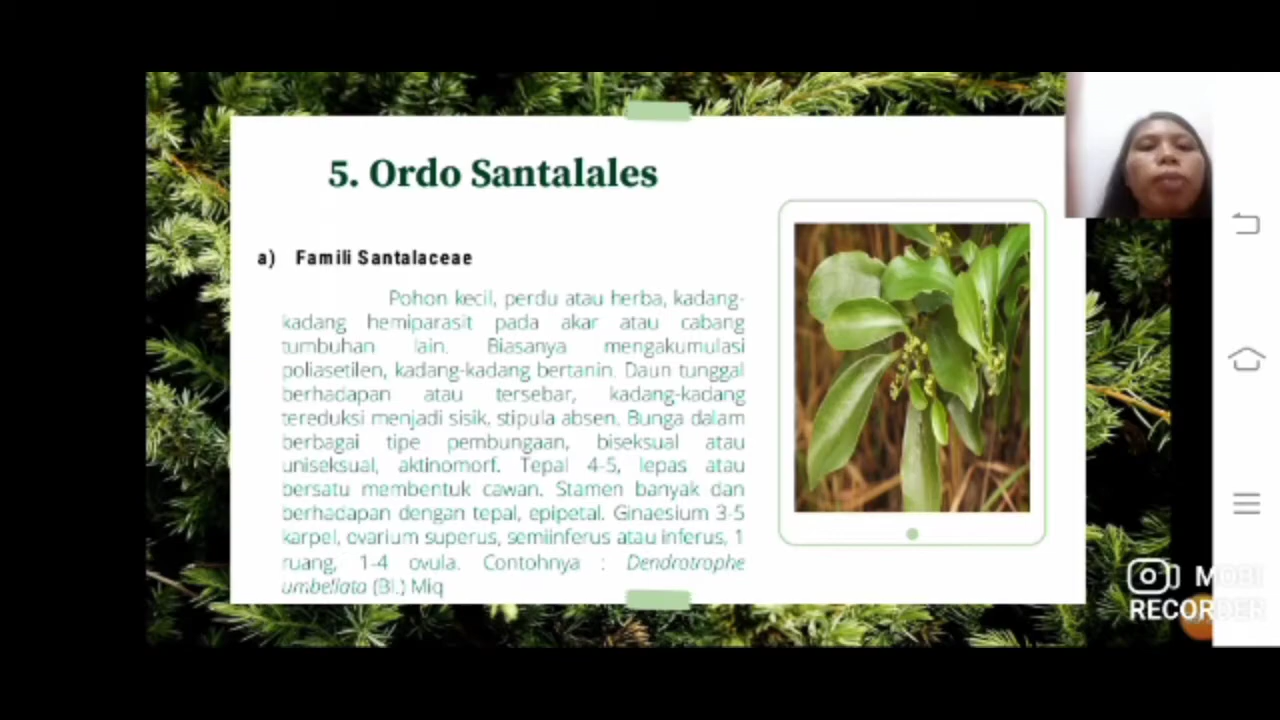 5. Ordo Santalales
a) Famili Santalaceae
Pohon kecil, perdu atau herba, kadang-
kadang hemiparasit pada akar atau cabang
tumbuhan lain. Biasanya mengakumulasi
poliasetilen, kadang-kadang bertanin. Daun tunggal
berhadapan atau tersebar, kadang-kadang
tereduksi menjadi sisik, stipula absen. Bunga dalam
berbagai tipe pembungaan, biseksual atau
uniseksual, aktinomorf. Tepal 4-5, lepas atau
bersatu membentuk cawan. Stamen banyak dan
berhadapan dengan tepal, epipetal. Ginaesium 3-5
karpel, ovarium superus, semiinferus atau inferus, 1
ruang, 1-4 ovula. Contohnya : Dendrotrophe
umbellata (Bl.) Miq
MOBI
RECORDER